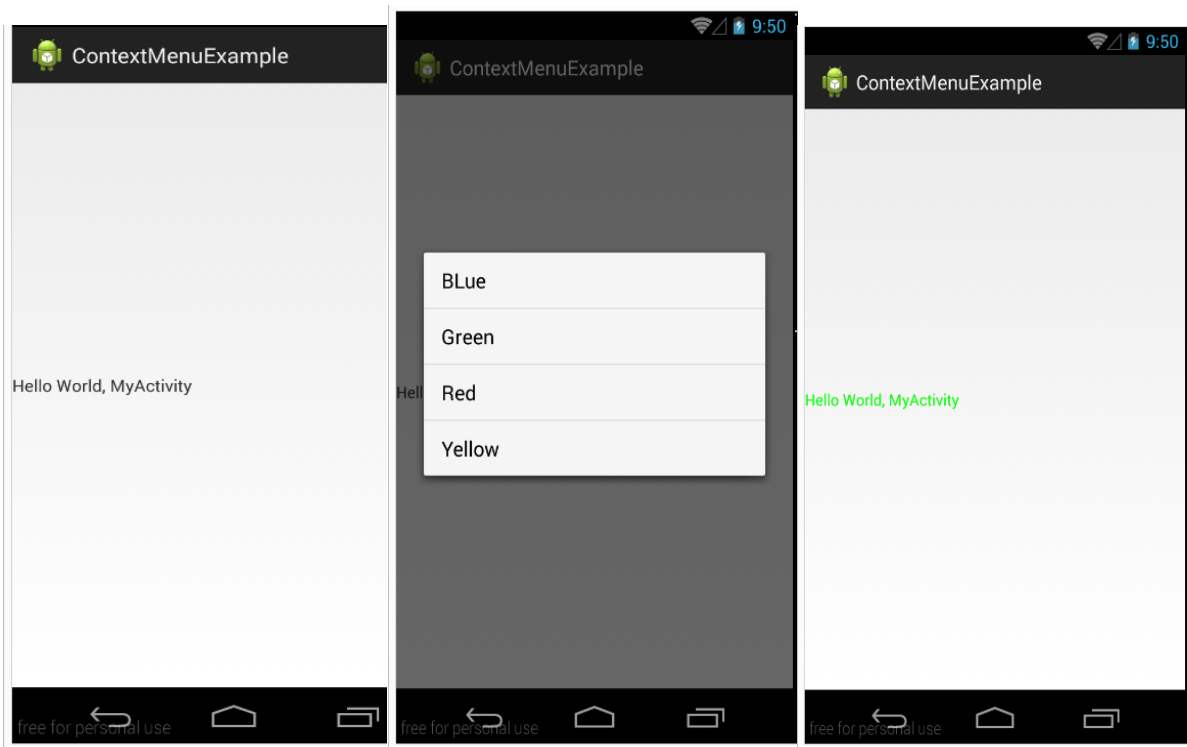 ContextMenuExample
Hello World, MyActivity
free for personal use
9:50
ContextMenuExample
Hell
BLue
Green
Red
Yellow
free for personal use
9:50
ContextMenuExample
Hello World, MyActivity
free for personal use